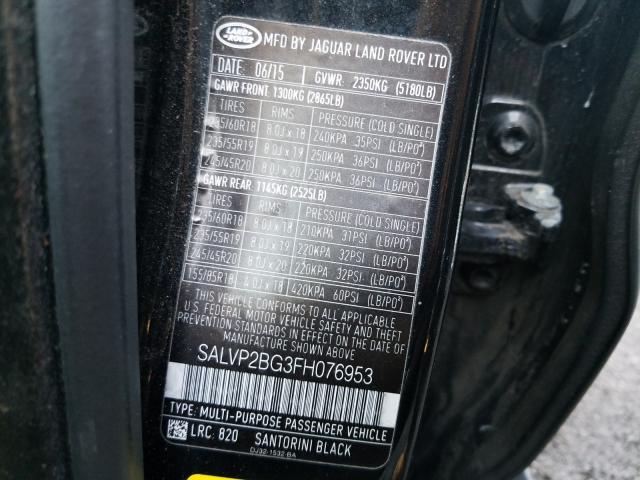 LAND ROVER MFD BY JAGUAR LAND ROVER LTD
DATE: 06/15 GVWR: 2350KG (5180LB)
GAWR FRONT: 1300KG (2865LB)
TIRES RIMS PRESSURE (COLD SINGLE)
235/60R18 8.0J x 18 240KPA 35PSI (LB/PO²)
235/55R19 8.0J x 19 250KPA 36PSI (LB/PO²)
245/45R20 8.0J x 20 250KPA 36PSI (LB/PO²)
GAWR REAR: 1145KG (2525LB)
TIRES RIMS PRESSURE (COLD SINGLE)
235/60R18 8.0J x 18 210KPA 31PSI (LB/PO²)
235/55R19 8.0J x 19 220KPA 32PSI (LB/PO²)
245/45R20 8.0J x 20 220KPA 32PSI (LB/PO²)
155/85R18 4.0J x 18 420KPA 60PSI (LB/PO²)
THIS VEHICLE CONFORMS TO ALL APPLICABLE
U.S. FEDERAL MOTOR VEHICLE SAFETY AND THEFT
PREVENTION STANDARDS IN EFFECT ON THE DATE
OF MANUFACTURE SHOWN ABOVE.
SALVP2BG3FH076953
TYPE: MULTI-PURPOSE PASSENGER VEHICLE
LRC: 820 SANTORINI BLACK
DJ32-1532-BA